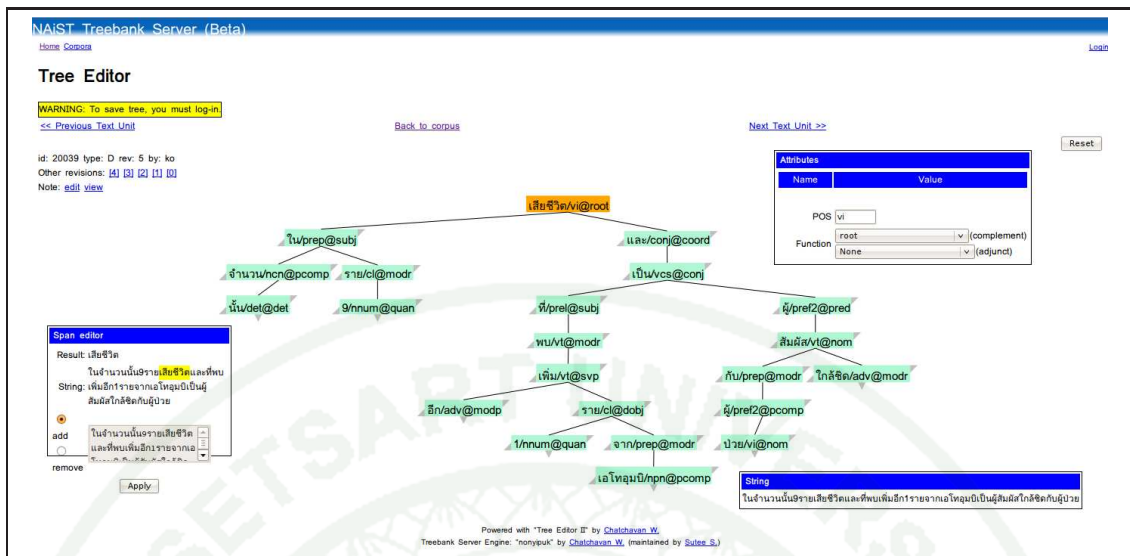 NAiST Treebank Server (Beta)
Home Corpora
Login
Tree Editor
WARNING: To save tree, you must log-in.
<< Previous Text Unit
Back to corpus
Next Text Unit >>
Reset
id: 20039 type: D rev: 5 by: ko
Other revisions: [4] [3] [2] [1] [0]
Note: edit view
Attributes
Name Value
POS vi
Function root (complement)
None (adjunct)
เสียชีวิต/vi@root
ใน/prep@subj และ/conj@coord
จำนวน/ncn@pcomp ราย/cl@modr เป็น/vcs@conj
นั้น/det@det 9/nnum@quan ที่/prel@subj ผู้/pref2@pred
พบ/vt@modr สัมผัส/vt@nom
เพิ่ม/vt@svp กับ/prep@modr ใกล้ชิด/adv@modr
อีก/adv@modp ราย/cl@dobj ผู้/pref2@pcomp
1/nnum@quan จาก/prep@modr ป่วย/vi@nom
เอโทอุมบิ/npn@pcomp
Span editor
Result: เสียชีวิต
ในจำนวนนั้น9รายเสียชีวิตและที่พบ
String: เพิ่มอีก1รายจากเอโทอุมบิเป็นผู้
สัมผัสใกล้ชิดกับผู้ป่วย
add
remove
ในจำนวนนั้น9รายเสียชีวิต
และที่พบเพิ่มอีก1รายจากเอ
Apply
String
ในจำนวนนั้น9รายเสียชีวิตและที่พบเพิ่มอีก1รายจากเอโทอุมบิเป็นผู้สัมผัสใกล้ชิดกับผู้ป่วย
Powered with "Tree Editor II" by Chatchavan W.
Treebank Server Engine: "nonyipuk" by Chatchavan W. (maintained by Sutee S.)